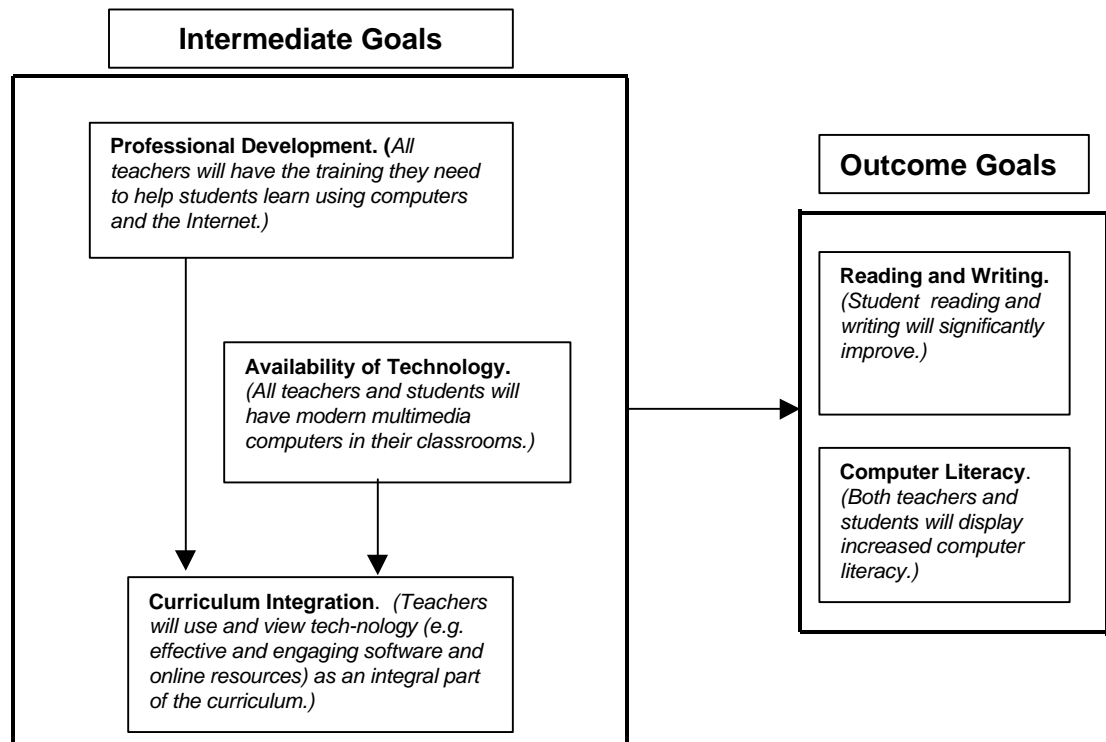 Intermediate Goals
Professional Development. (All
teachers will have the training they need
to help students learn using computers
and the Internet.)
Availability of Technology.
(All teachers and students will
have modern multimedia
computers in their classrooms.)
Curriculum Integration.  (Teachers
will use and view tech-nology (e.g.
effective and engaging software and
online resources) as an integral part
of the curriculum.)
Outcome Goals
Reading and Writing.
(Student  reading and
writing will significantly
improve.)
Computer Literacy.
(Both teachers and
students will display
increased computer
literacy.)